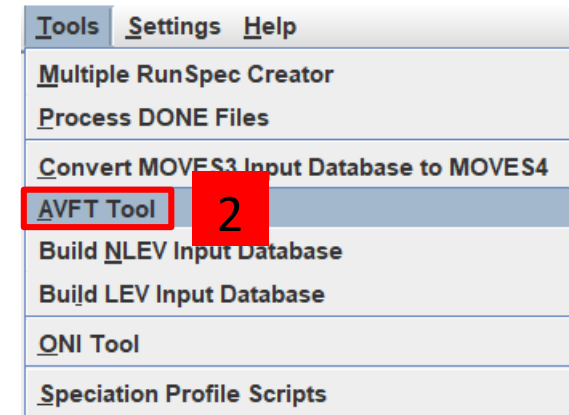 Tools Settings Help
Multiple RunSpec Creator
Process DONE Files
Convert MOVES3 Input Database to MOVES4
AVFT Tool 2
Build NLEV Input Database
Build LEV Input Database
ONI Tool
Speciation Profile Scripts